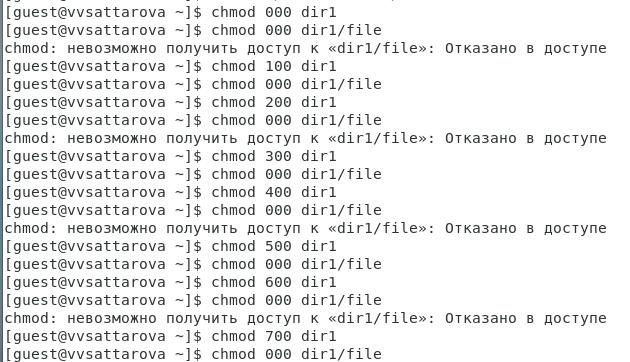 [guest@vvsattarova ~]$ chmod 000 dir1
[guest@vvsattarova ~]$ chmod 000 dir1/file
chmod: невозможно получить доступ к «dir1/file»: Отказано в доступе
[guest@vvsattarova ~]$ chmod 100 dir1
[guest@vvsattarova ~]$ chmod 000 dir1/file
[guest@vvsattarova ~]$ chmod 200 dir1
[guest@vvsattarova ~]$ chmod 000 dir1/file
chmod: невозможно получить доступ к «dir1/file»: Отказано в доступе
[guest@vvsattarova ~]$ chmod 300 dir1
[guest@vvsattarova ~]$ chmod 000 dir1/file
[guest@vvsattarova ~]$ chmod 400 dir1
[guest@vvsattarova ~]$ chmod 000 dir1/file
chmod: невозможно получить доступ к «dir1/file»: Отказано в доступе
[guest@vvsattarova ~]$ chmod 500 dir1
[guest@vvsattarova ~]$ chmod 000 dir1/file
[guest@vvsattarova ~]$ chmod 600 dir1
[guest@vvsattarova ~]$ chmod 000 dir1/file
chmod: невозможно получить доступ к «dir1/file»: Отказано в доступе
[guest@vvsattarova ~]$ chmod 700 dir1
[guest@vvsattarova ~]$ chmod 000 dir1/file